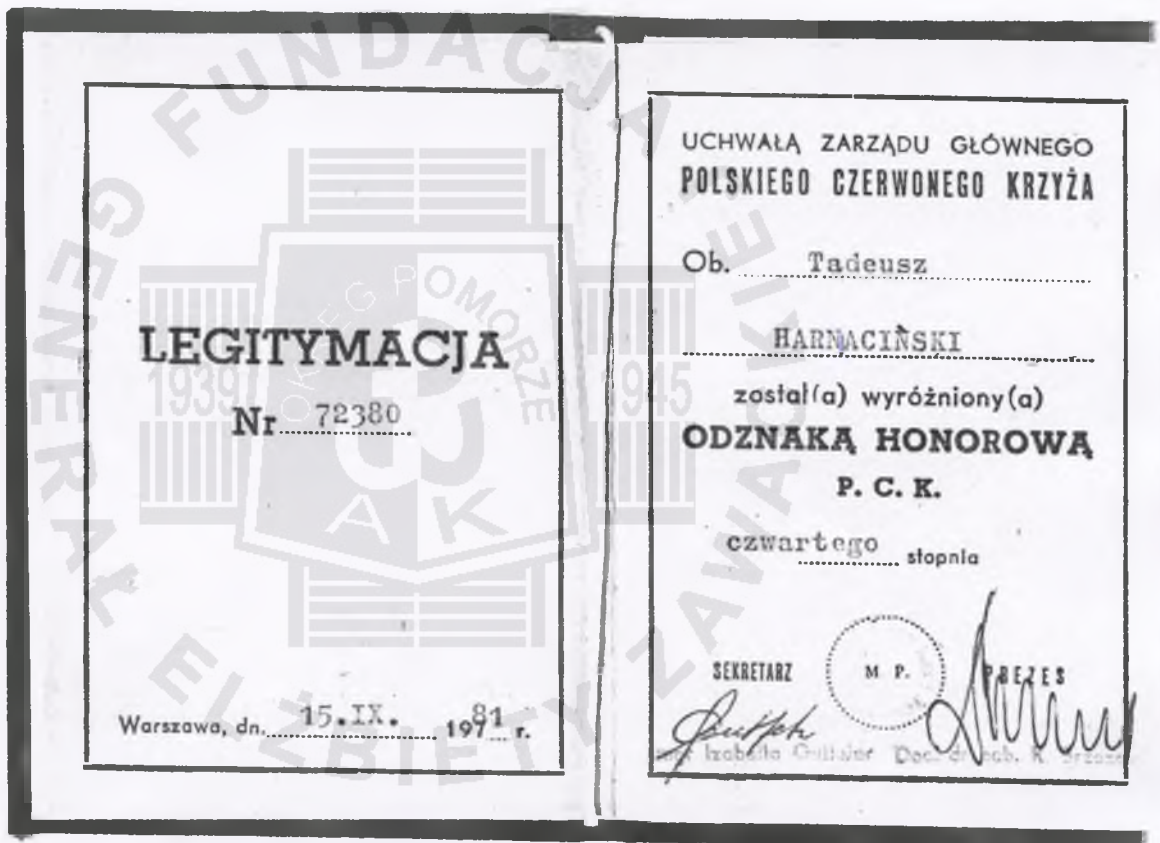 LEGITYMACJA
Nr 72380
Warszawa, dn. 15.IX. 1981 r.
UCHWAŁĄ ZARZĄDU GŁÓWNEGO
POLSKIEGO CZERWONEGO KRZYŻA
Ob. Tadeusz
HARNACIŃSKI
został(a) wyróżniony(a)
ODZNAKĄ HONOROWĄ
P. C. K.
czwartego stopnia
SEKRETARZ M P. PREZES
Izabella
FUNDACJA GENERAŁ ELŻBIETY ZAWACKIEJ
OKRĘG POMORZE
1939 1945
AK